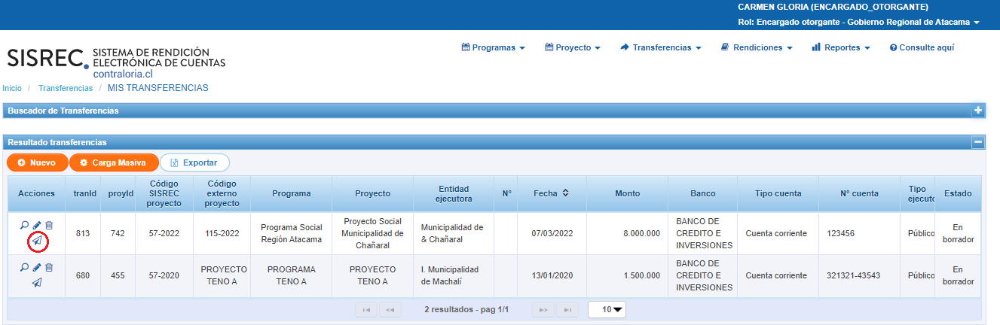 CARMEN GLORIA (ENCARGADO_OTORGANTE)
Rol: Encargado otorgante - Gobierno Regional de Atacama
SISREC. SISTEMA DE RENDICIÓN
ELECTRÓNICA DE CUENTAS
contraloria.cl
Programas Proyecto Transferencias Rendiciones Reportes Consulte aquí
Inicio / Transferencias / MIS TRANSFERENCIAS
Buscador de Transferencias
Resultado transferencias
Nuevo Carga Masiva Exportar
Acciones tranId proyId Código SISREC proyecto Código externo proyecto Programa Proyecto Entidad ejecutora N° Fecha Monto Banco Tipo cuenta N° cuenta Tipo ejecuto Estado
813 742 57-2022 115-2022 Programa Social Región Atacama Proyecto Social Municipalidad de Chañaral Municipalidad de & Chañaral 07/03/2022 8.000.000 BANCO DE CREDITO E INVERSIONES Cuenta corriente 123456 Público En borrador
680 455 57-2020 PROYECTO TENO A PROGRAMA TENO A PROYECTO TENO A I. Municipalidad de Machalí 13/01/2020 1.500.000 BANCO DE CREDITO E INVERSIONES Cuenta corriente 321321-43543 Público En borrador
2 resultados - pag 1/1 10